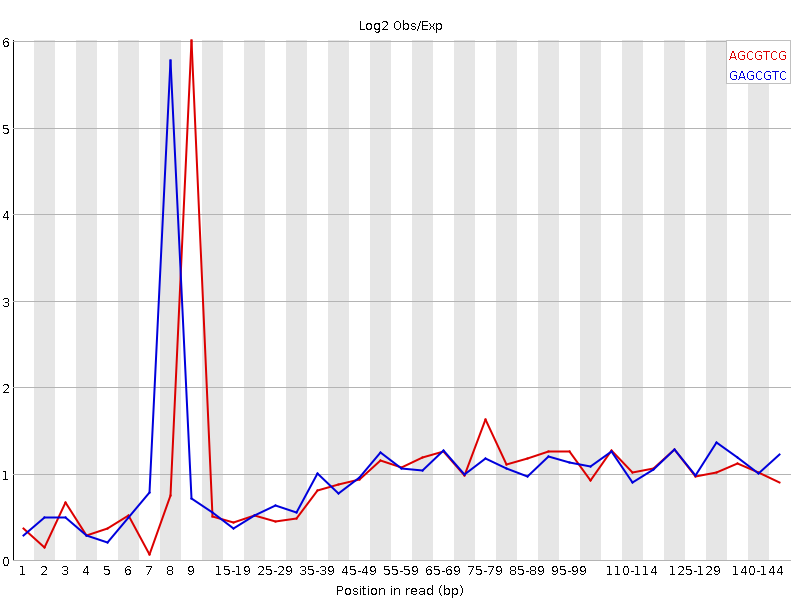 Log2 Obs/Exp
AGCGTCG
GAGCGTC
6
5
4
3
2
1
0
1 2 3 4 5 6 7 8 9 15-19 25-29 35-39 45-49 55-59 65-69 75-79 85-89 95-99 110-114 125-129 140-144
Position in read (bp)